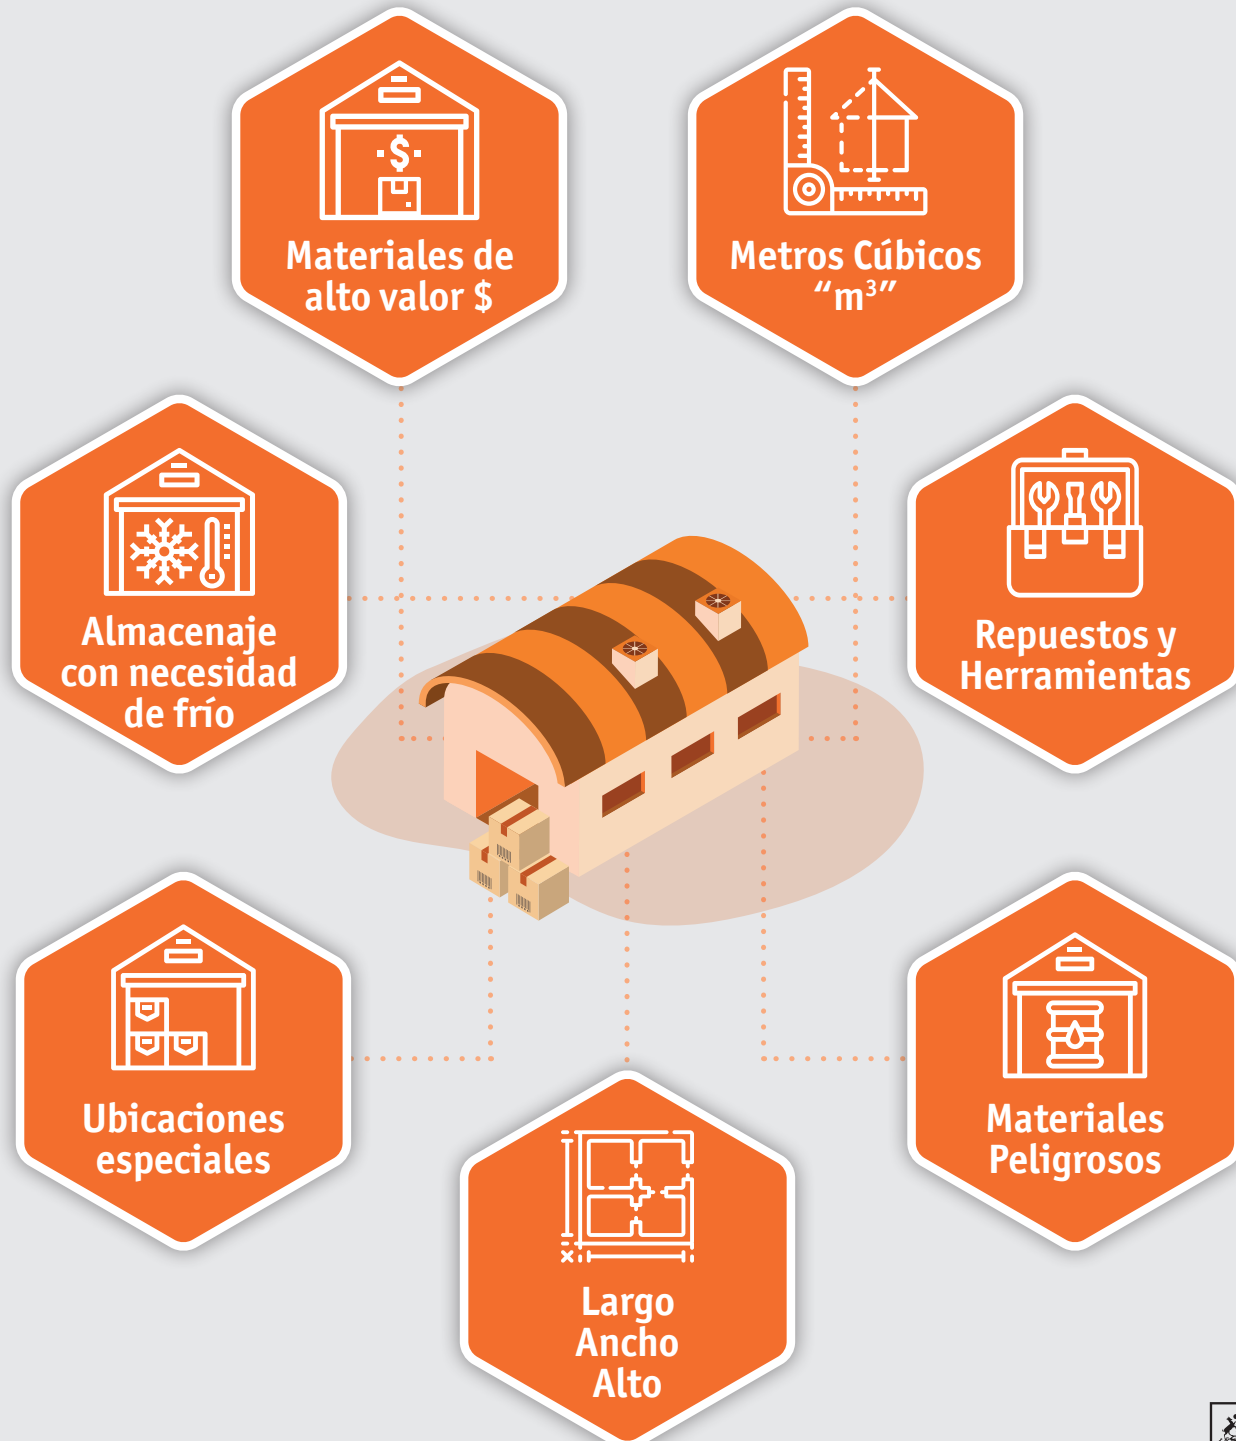 Materiales de
alto valor $
Metros Cúbicos
“m³”
Almacenaje
con necesidad
de frío
Repuestos y
Herramientas
Ubicaciones
especiales
Materiales
Peligrosos
Largo
Ancho
Alto